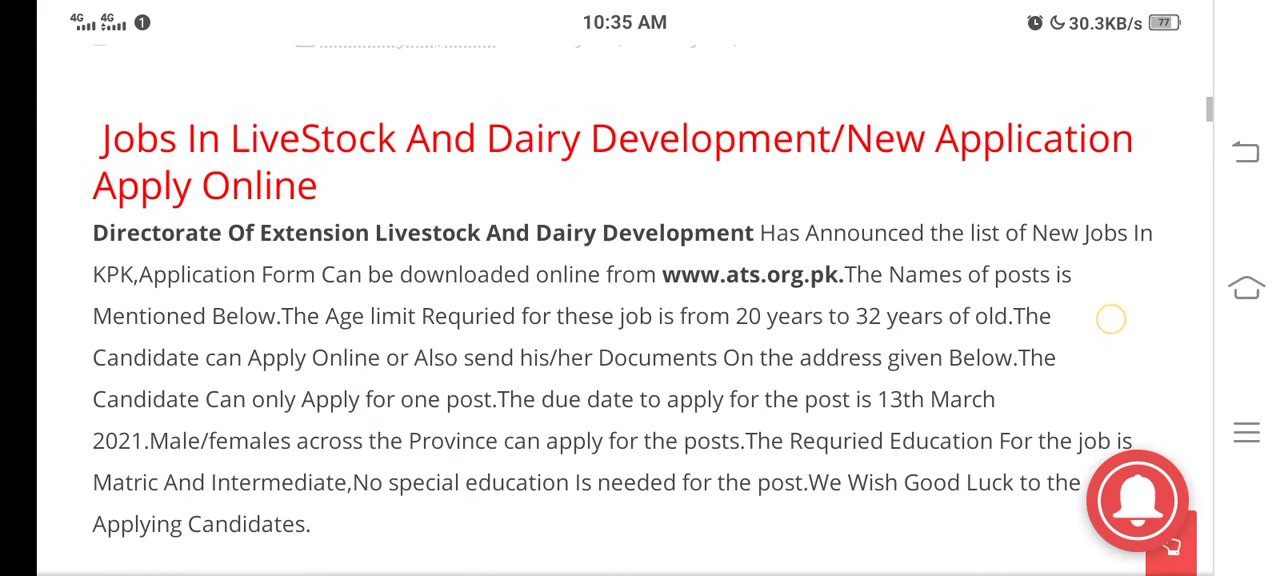 4G 4G 1 10:35 AM 30.3KB/s 77
Jobs In LiveStock And Dairy Development/New Application
Apply Online
Directorate Of Extension Livestock And Dairy Development Has Announced the list of New Jobs In
KPK,Application Form Can be downloaded online from www.ats.org.pk.The Names of posts is
Mentioned Below.The Age limit Requried for these job is from 20 years to 32 years of old.The
Candidate can Apply Online or Also send his/her Documents On the address given Below.The
Candidate Can only Apply for one post.The due date to apply for the post is 13th March
2021.Male/females across the Province can apply for the posts.The Requried Education For the job is
Matric And Intermediate,No special education Is needed for the post.We Wish Good Luck to the
Applying Candidates.